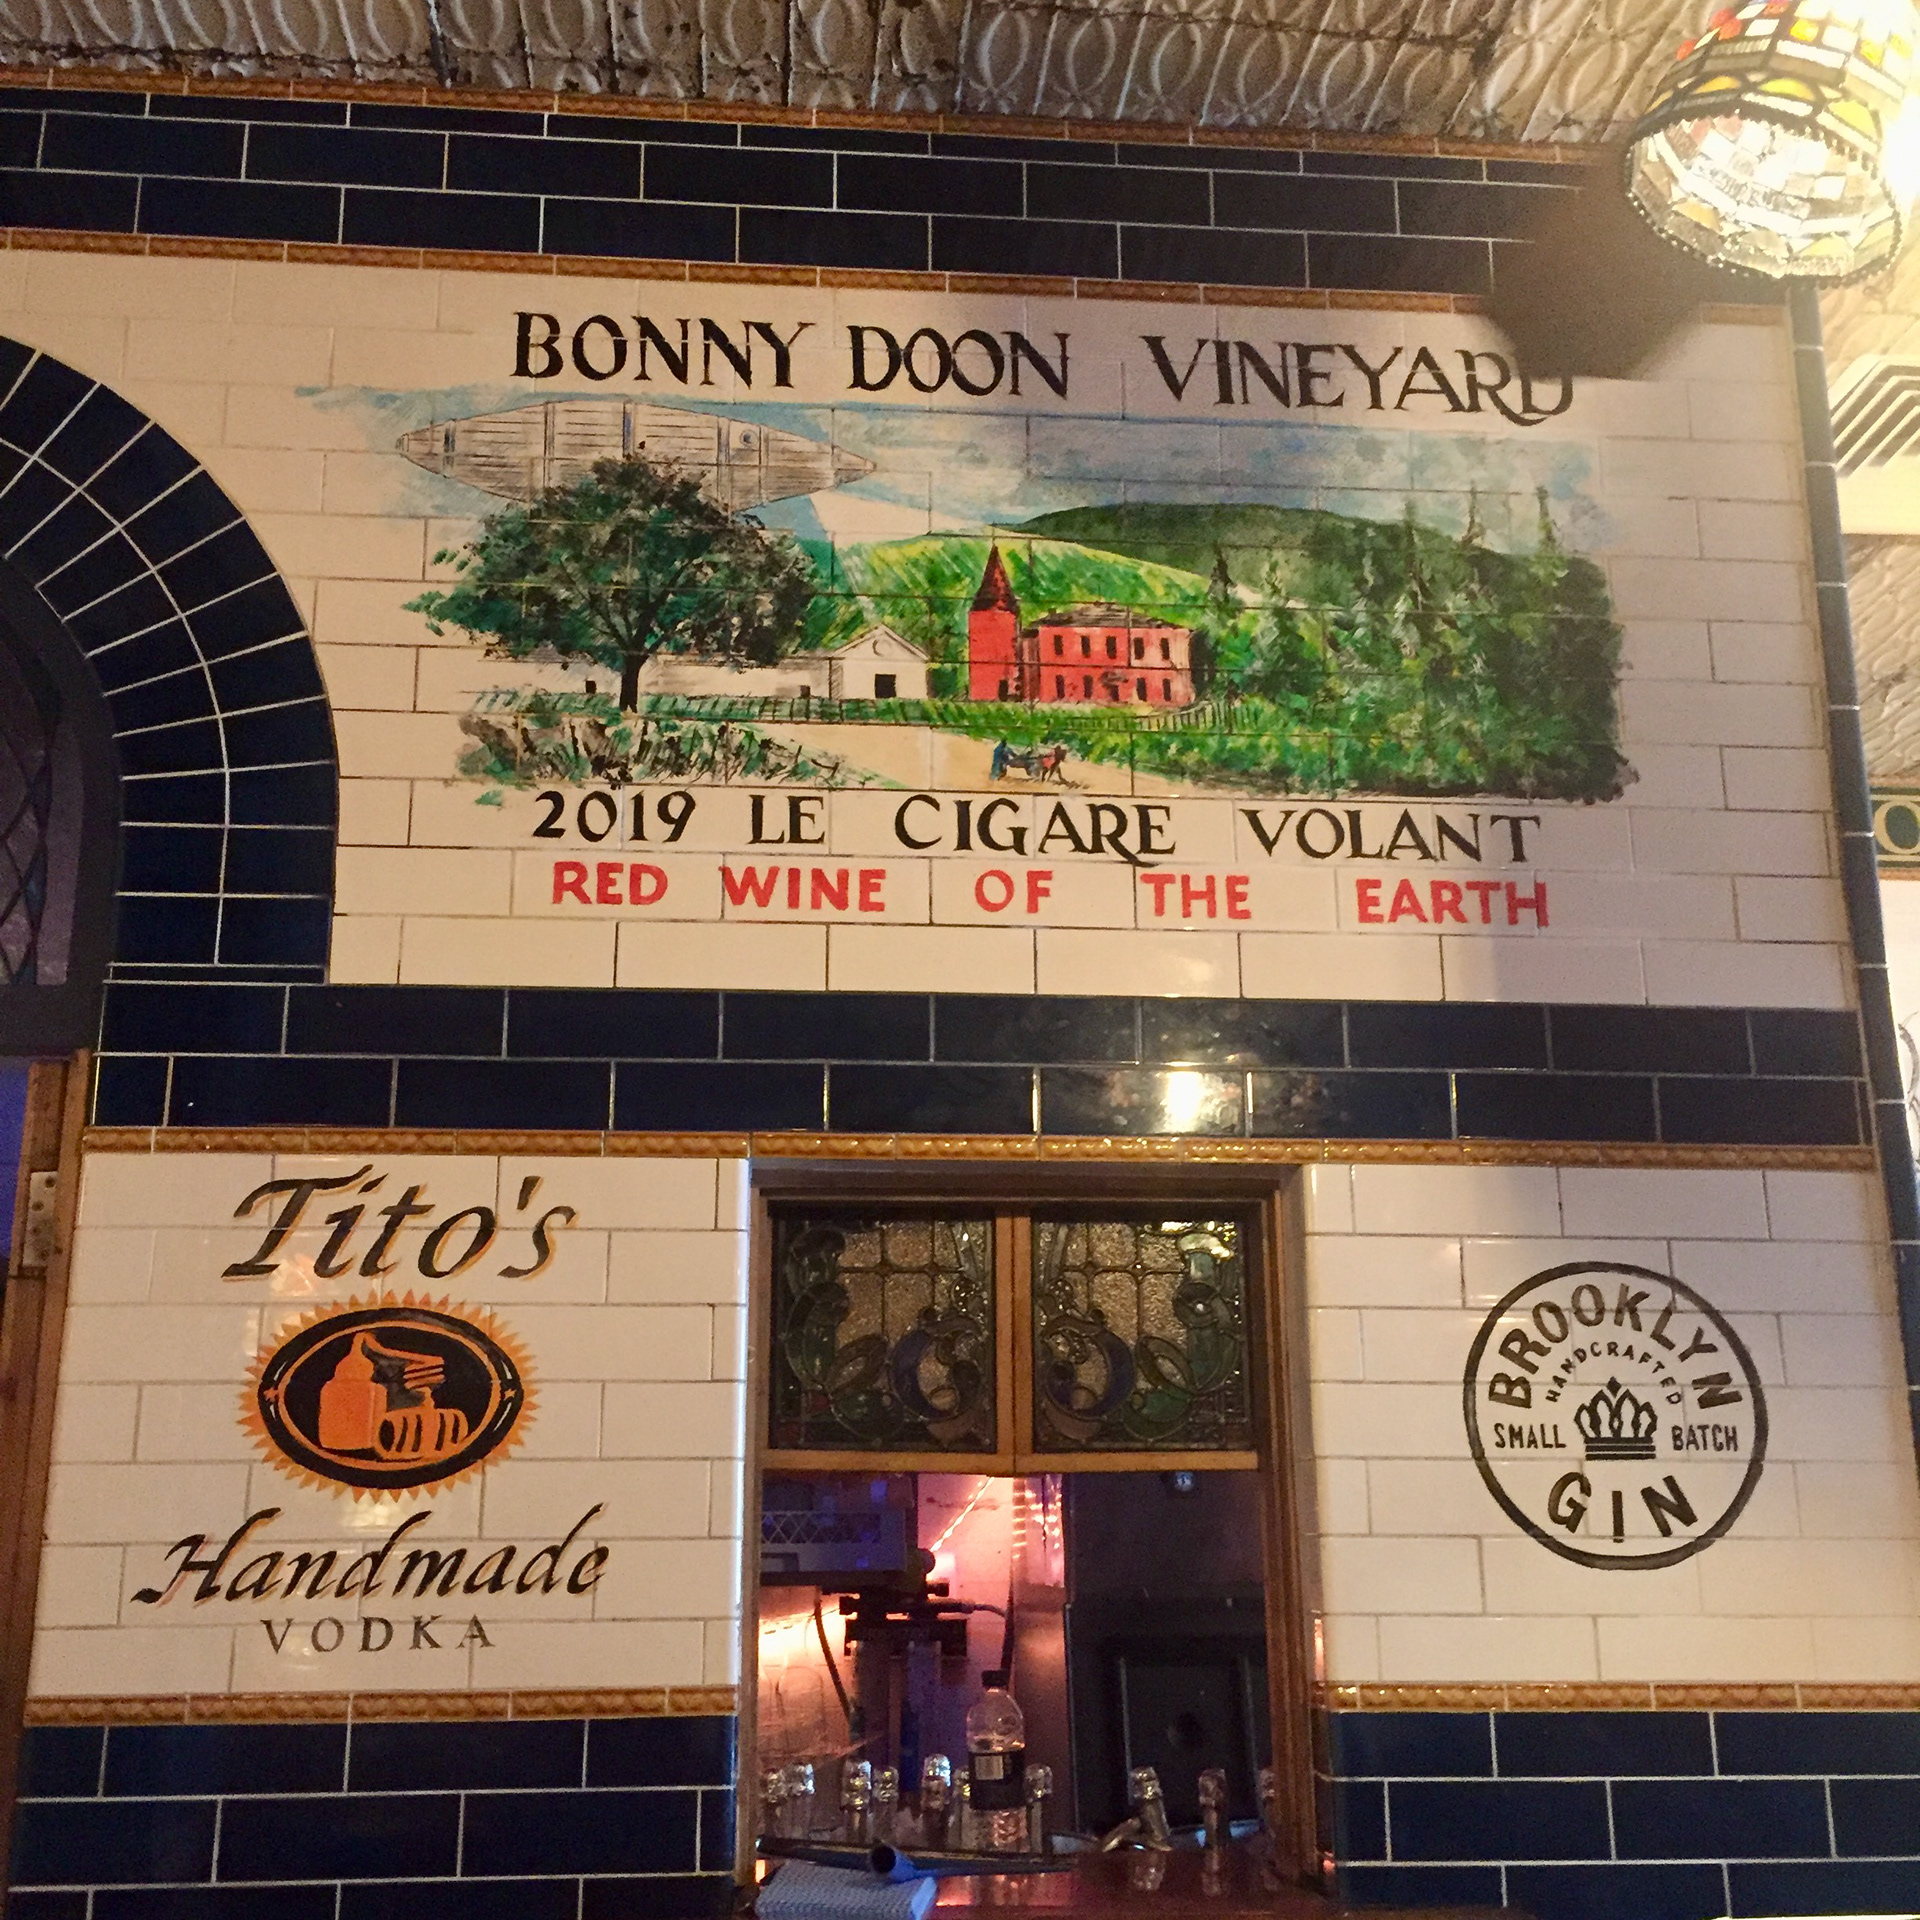 BONNY DOON VINEYARD
2019 LE CIGARE VOLANT
RED WINE OF THE EARTH
Tito's
Handmade
VODKA
BROOKLYN
HANDCRAFTED
SMALL BATCH
GIN